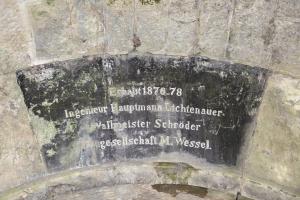 Erbaut 1876.78
Ingenieur Hauptmann Lichtenauer.
Wallmeister Schröder
gesellschaft M. Wessel.